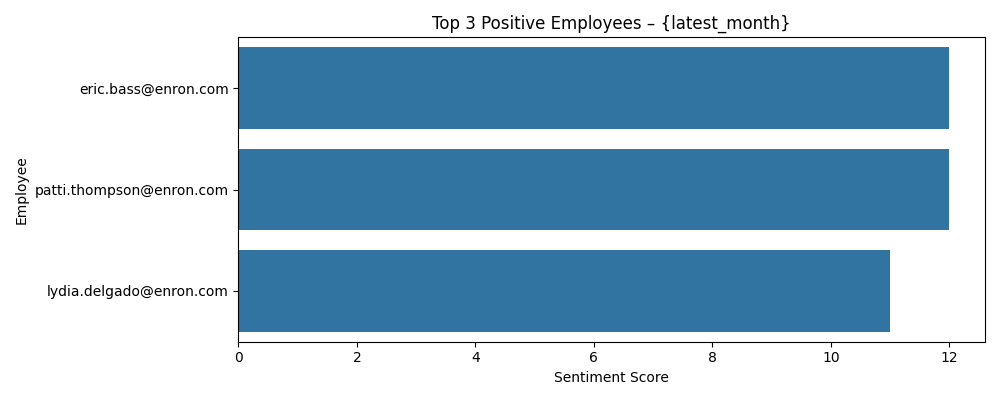 Top 3 Positive Employees – {latest_month}
eric.bass@enron.com
patti.thompson@enron.com
lydia.delgado@enron.com
Employee
0 2 4 6 8 10 12
Sentiment Score